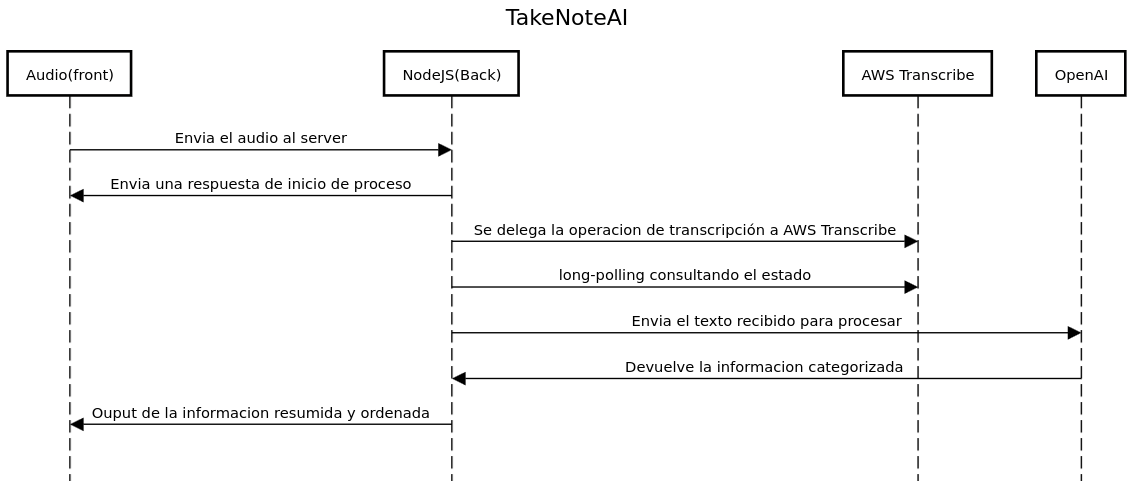 TakeNoteAI
Audio(front)
NodeJS(Back)
AWS Transcribe
OpenAI
Envia el audio al server
Envia una respuesta de inicio de proceso
Se delega la operacion de transcripción a AWS Transcribe
long-polling consultando el estado
Envia el texto recibido para procesar
Devuelve la informacion categorizada
Ouput de la informacion resumida y ordenada